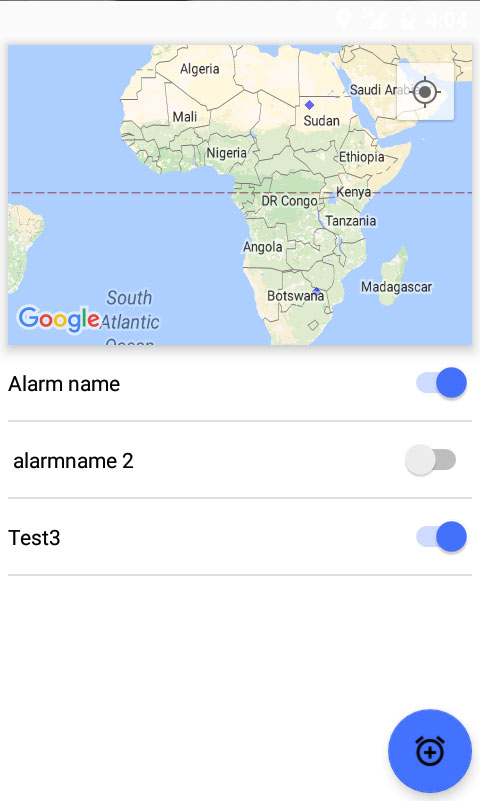 4:04
Algeria
Saudi Arab
Mali
Sudan
Nigeria
Ethiopia
DR Congo
Kenya
Tanzania
Angola
Botswana
Madagascar
South
Atlantic
Ocean
Google
Alarm name
alarmname 2
Test3